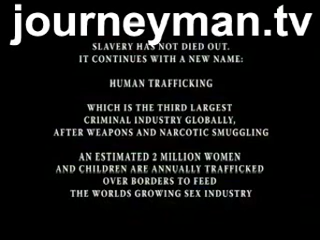 journeyman.tv
SLAVERY HAS NOT DIED OUT.
IT CONTINUES WITH A NEW NAME:
HUMAN TRAFFICKING
WHICH IS THE THIRD LARGEST
CRIMINAL INDUSTRY GLOBALLY,
AFTER WEAPONS AND NARCOTIC SMUGGLING
AN ESTIMATED 2 MILLION WOMEN
AND CHILDREN ARE ANNUALLY TRAFFICKED
OVER BORDERS TO FEED
THE WORLDS GROWING SEX INDUSTRY